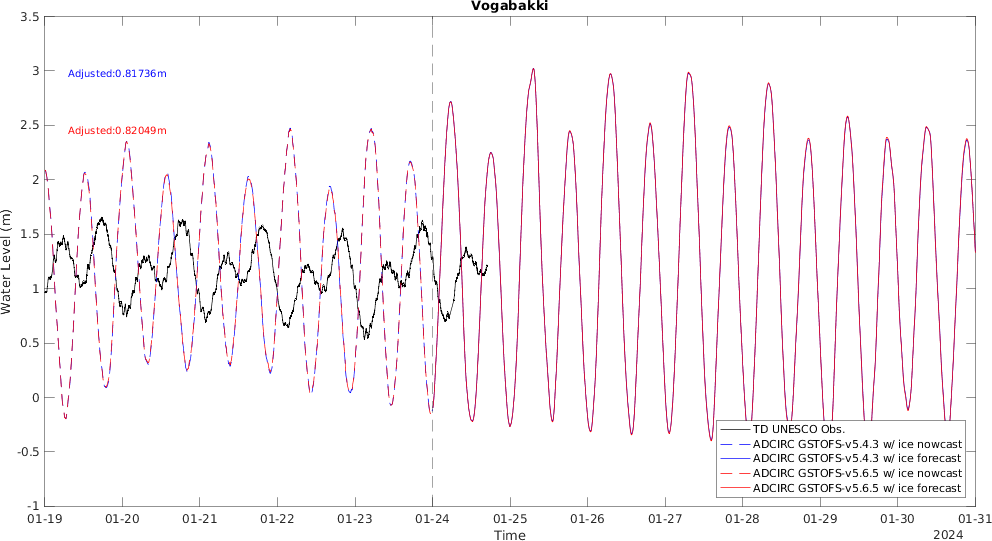 Vogabakki
3.5
3
2.5
2
1.5
1
0.5
0
-0.5
-1
Water Level (m)
Adjusted:0.81736m
Adjusted:0.82049m
TD UNESCO Obs.
ADCIRC GSTOFS-v5.4.3 w/ ice nowcast
ADCIRC GSTOFS-v5.4.3 w/ ice forecast
ADCIRC GSTOFS-v5.6.5 w/ ice nowcast
ADCIRC GSTOFS-v5.6.5 w/ ice forecast
01-19 01-20 01-21 01-22 01-23 01-24 01-25 01-26 01-27 01-28 01-29 01-30 01-31
Time
2024